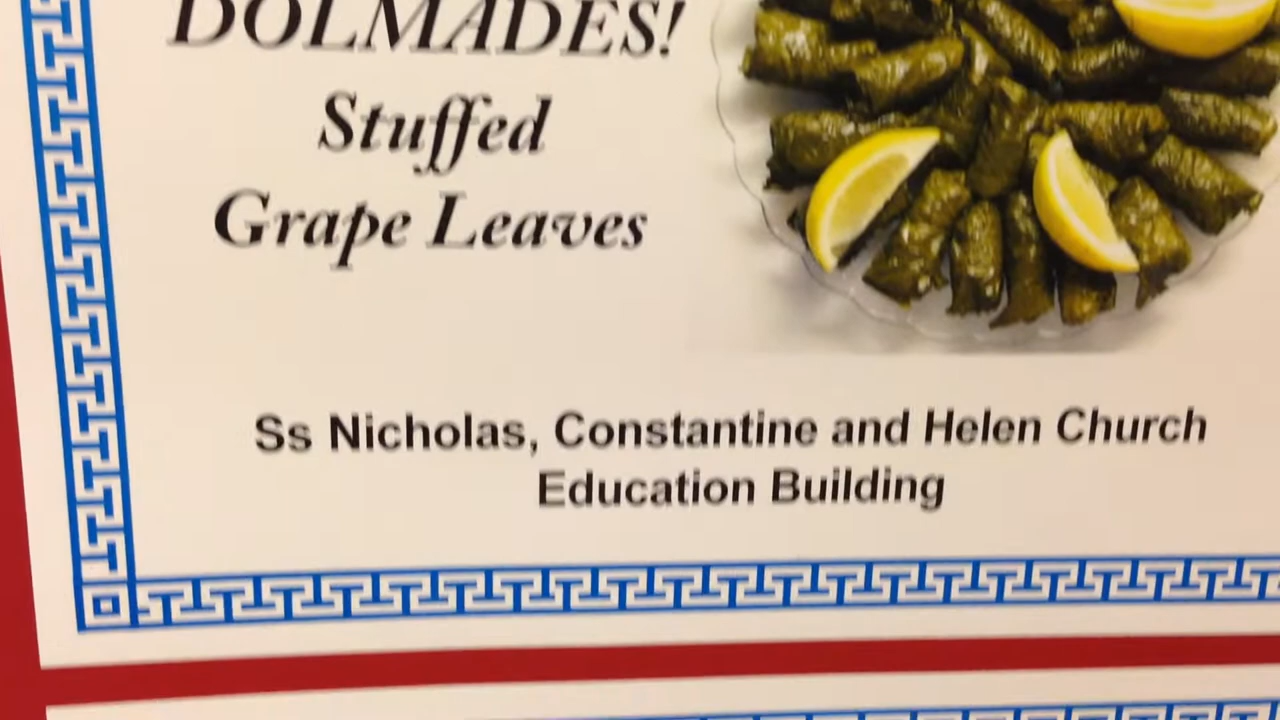 DOLMADES!
Stuffed
Grape Leaves
Ss Nicholas, Constantine and Helen Church
Education Building